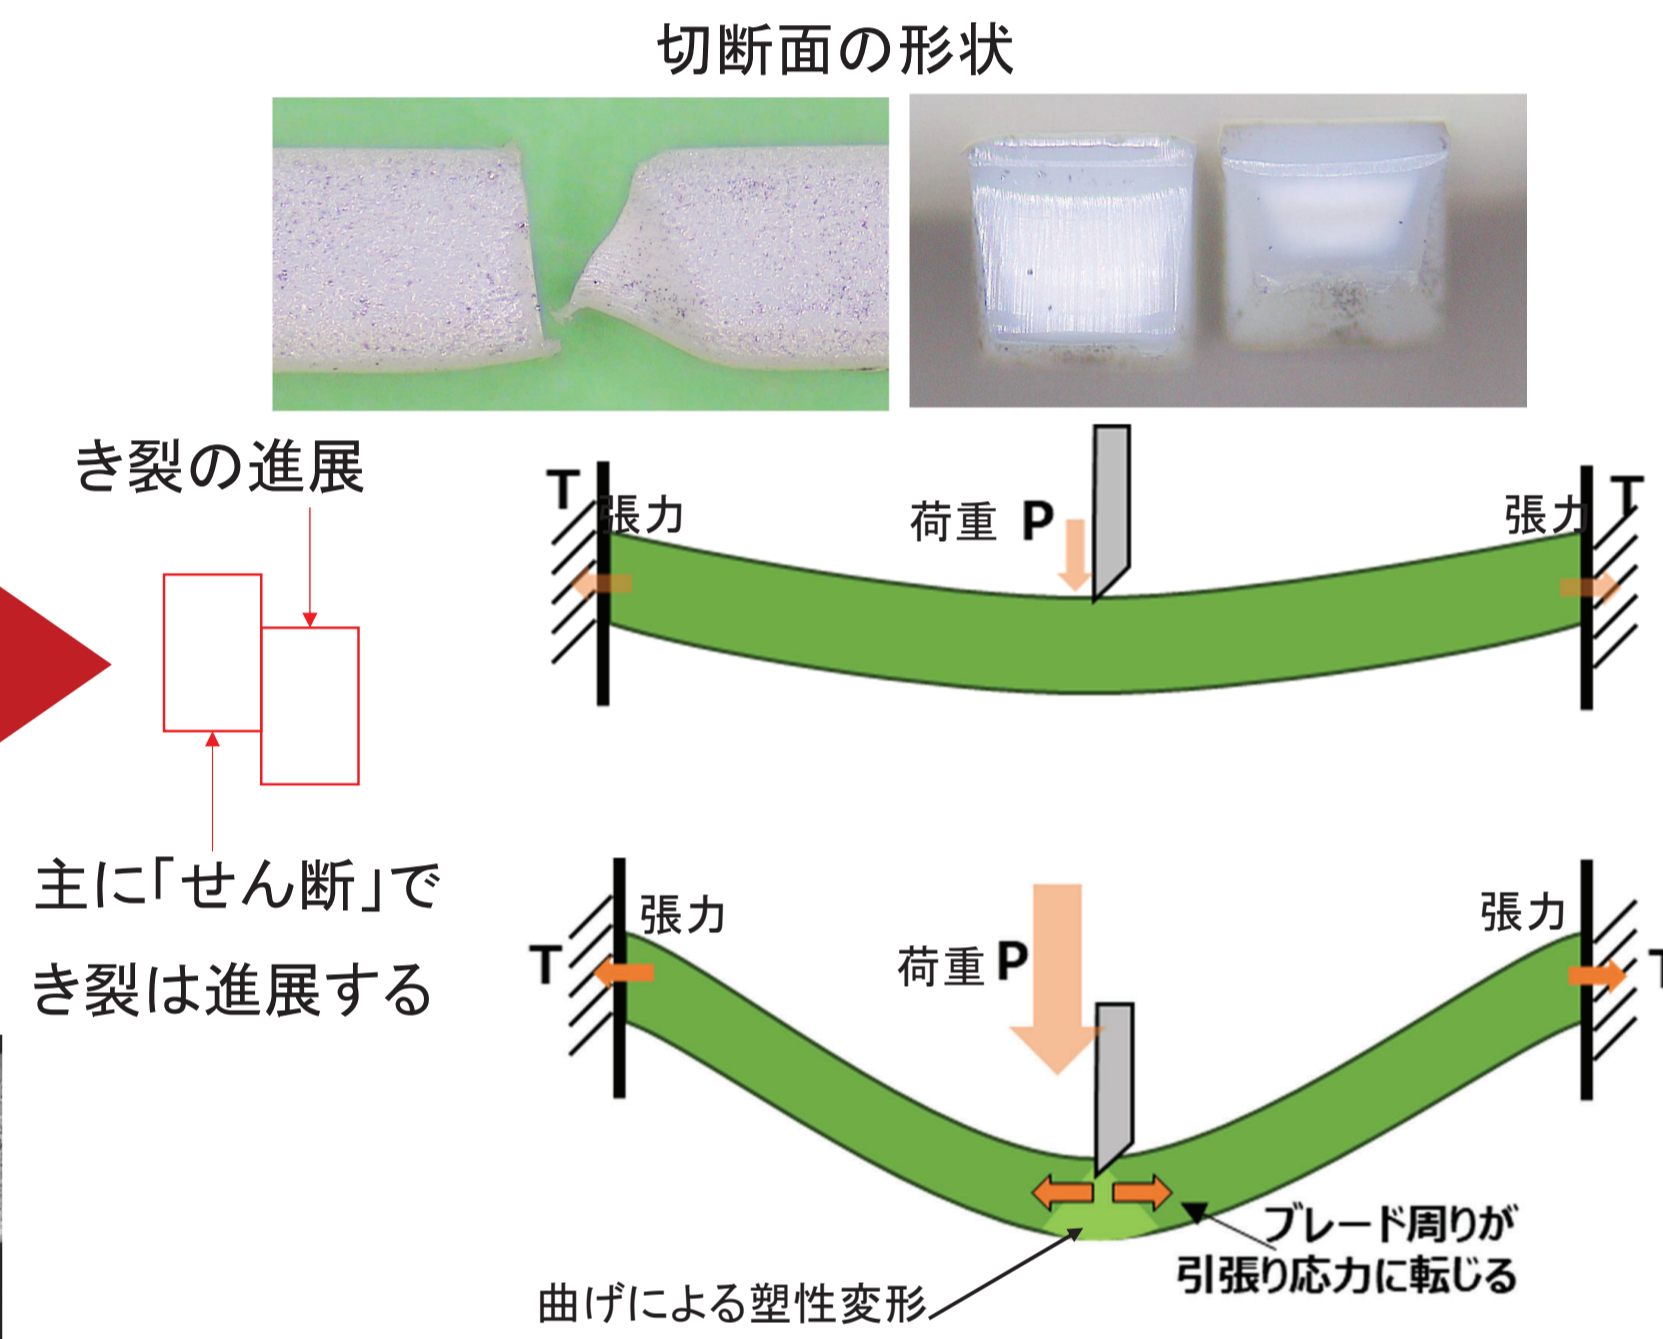 切断面の形状
き裂の進展
主に「せん断」で
き裂は進展する
T
張力
荷重 P
張力
T
T
張力
荷重 P
張力
T
ブレード周りが
引張り応力に転じる
曲げによる塑性変形